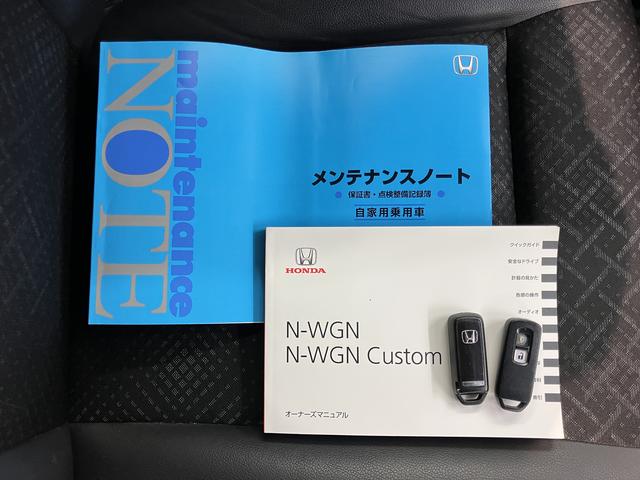 maintenance
NOTE
メンテナンスノート
保証書・点検整備記録簿
自家用乗用車
HONDA
N-WGN
N-WGN Custom
オーナーズマニュアル
クイックガイド
安全なドライブ
計器の見かた
各部の操作
オーディオ
索引